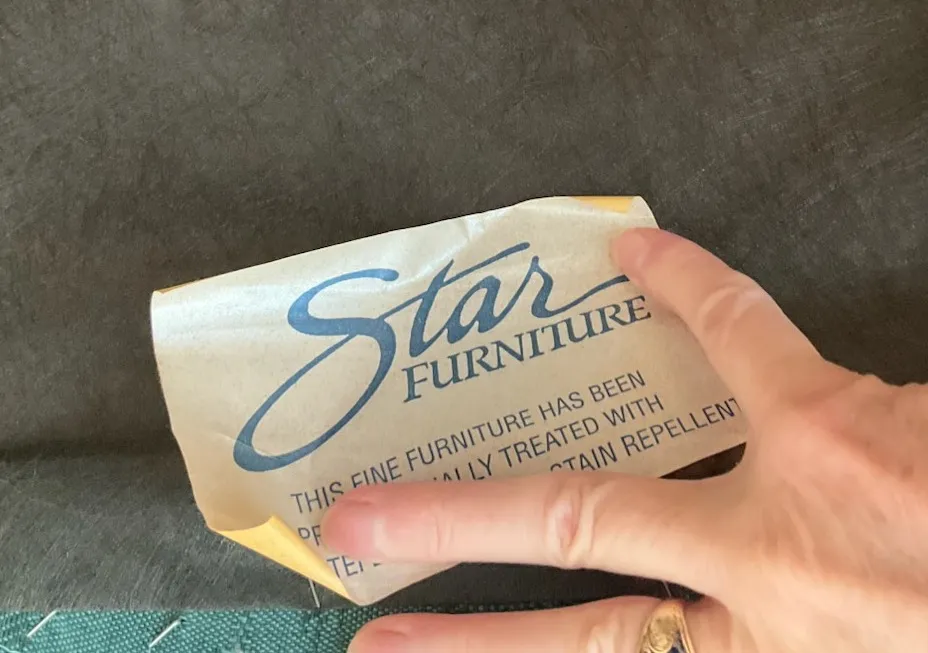 Star
FURNITURE
THIS FINE FURNITURE HAS BEEN
TREATED WITH
STAIN REPELLENT